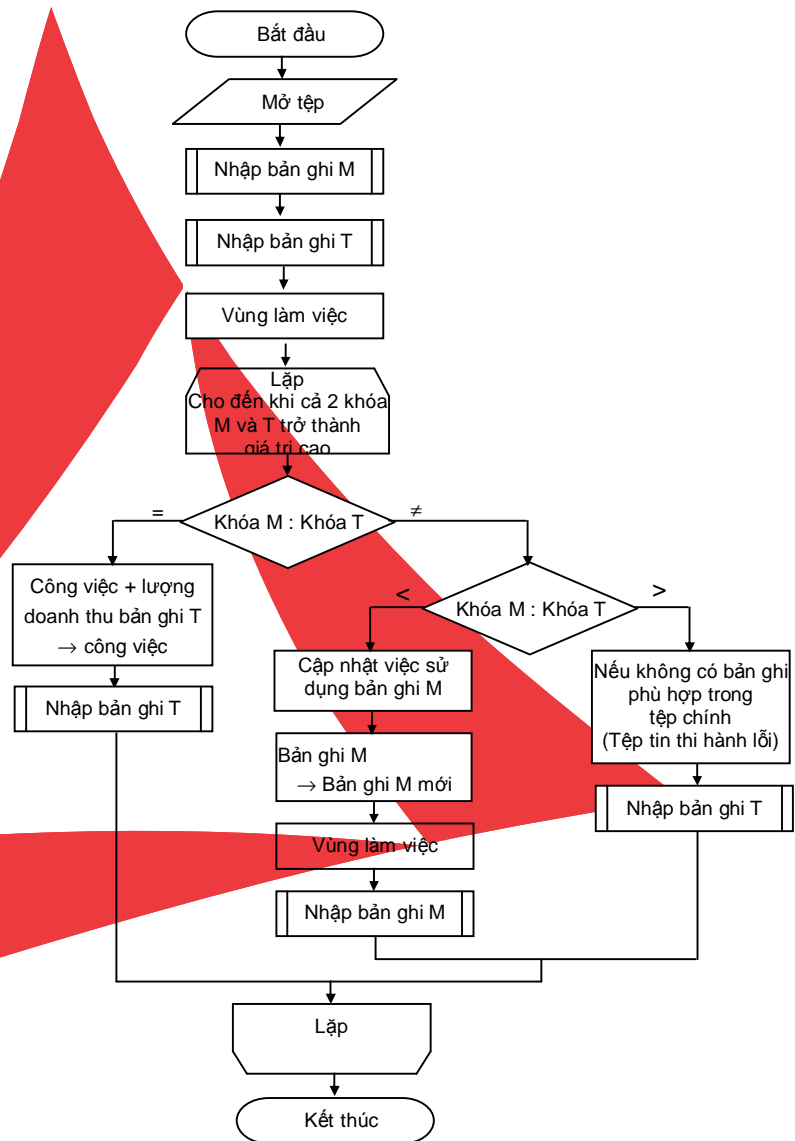 Bắt đầu
Mở tệp
Nhập bản ghi M
Nhập bản ghi T
Vùng làm việc
Lặp
Cho đến khi cả 2 khóa
M và T trở thành
giá trị cao
Khóa M : Khóa T
=
≠
Công việc + lượng
doanh thu bản ghi T
→ công việc
Nhập bản ghi T
Khóa M : Khóa T
<
>
Cập nhật việc sử
dụng bản ghi M
Bản ghi M
→ Bản ghi M mới
Vùng làm việc
Nhập bản ghi M
Nếu không có bản ghi
phù hợp trong
tệp chính
(Tệp tin thi hành lỗi)
Nhập bản ghi T
Lặp
Kết thúc